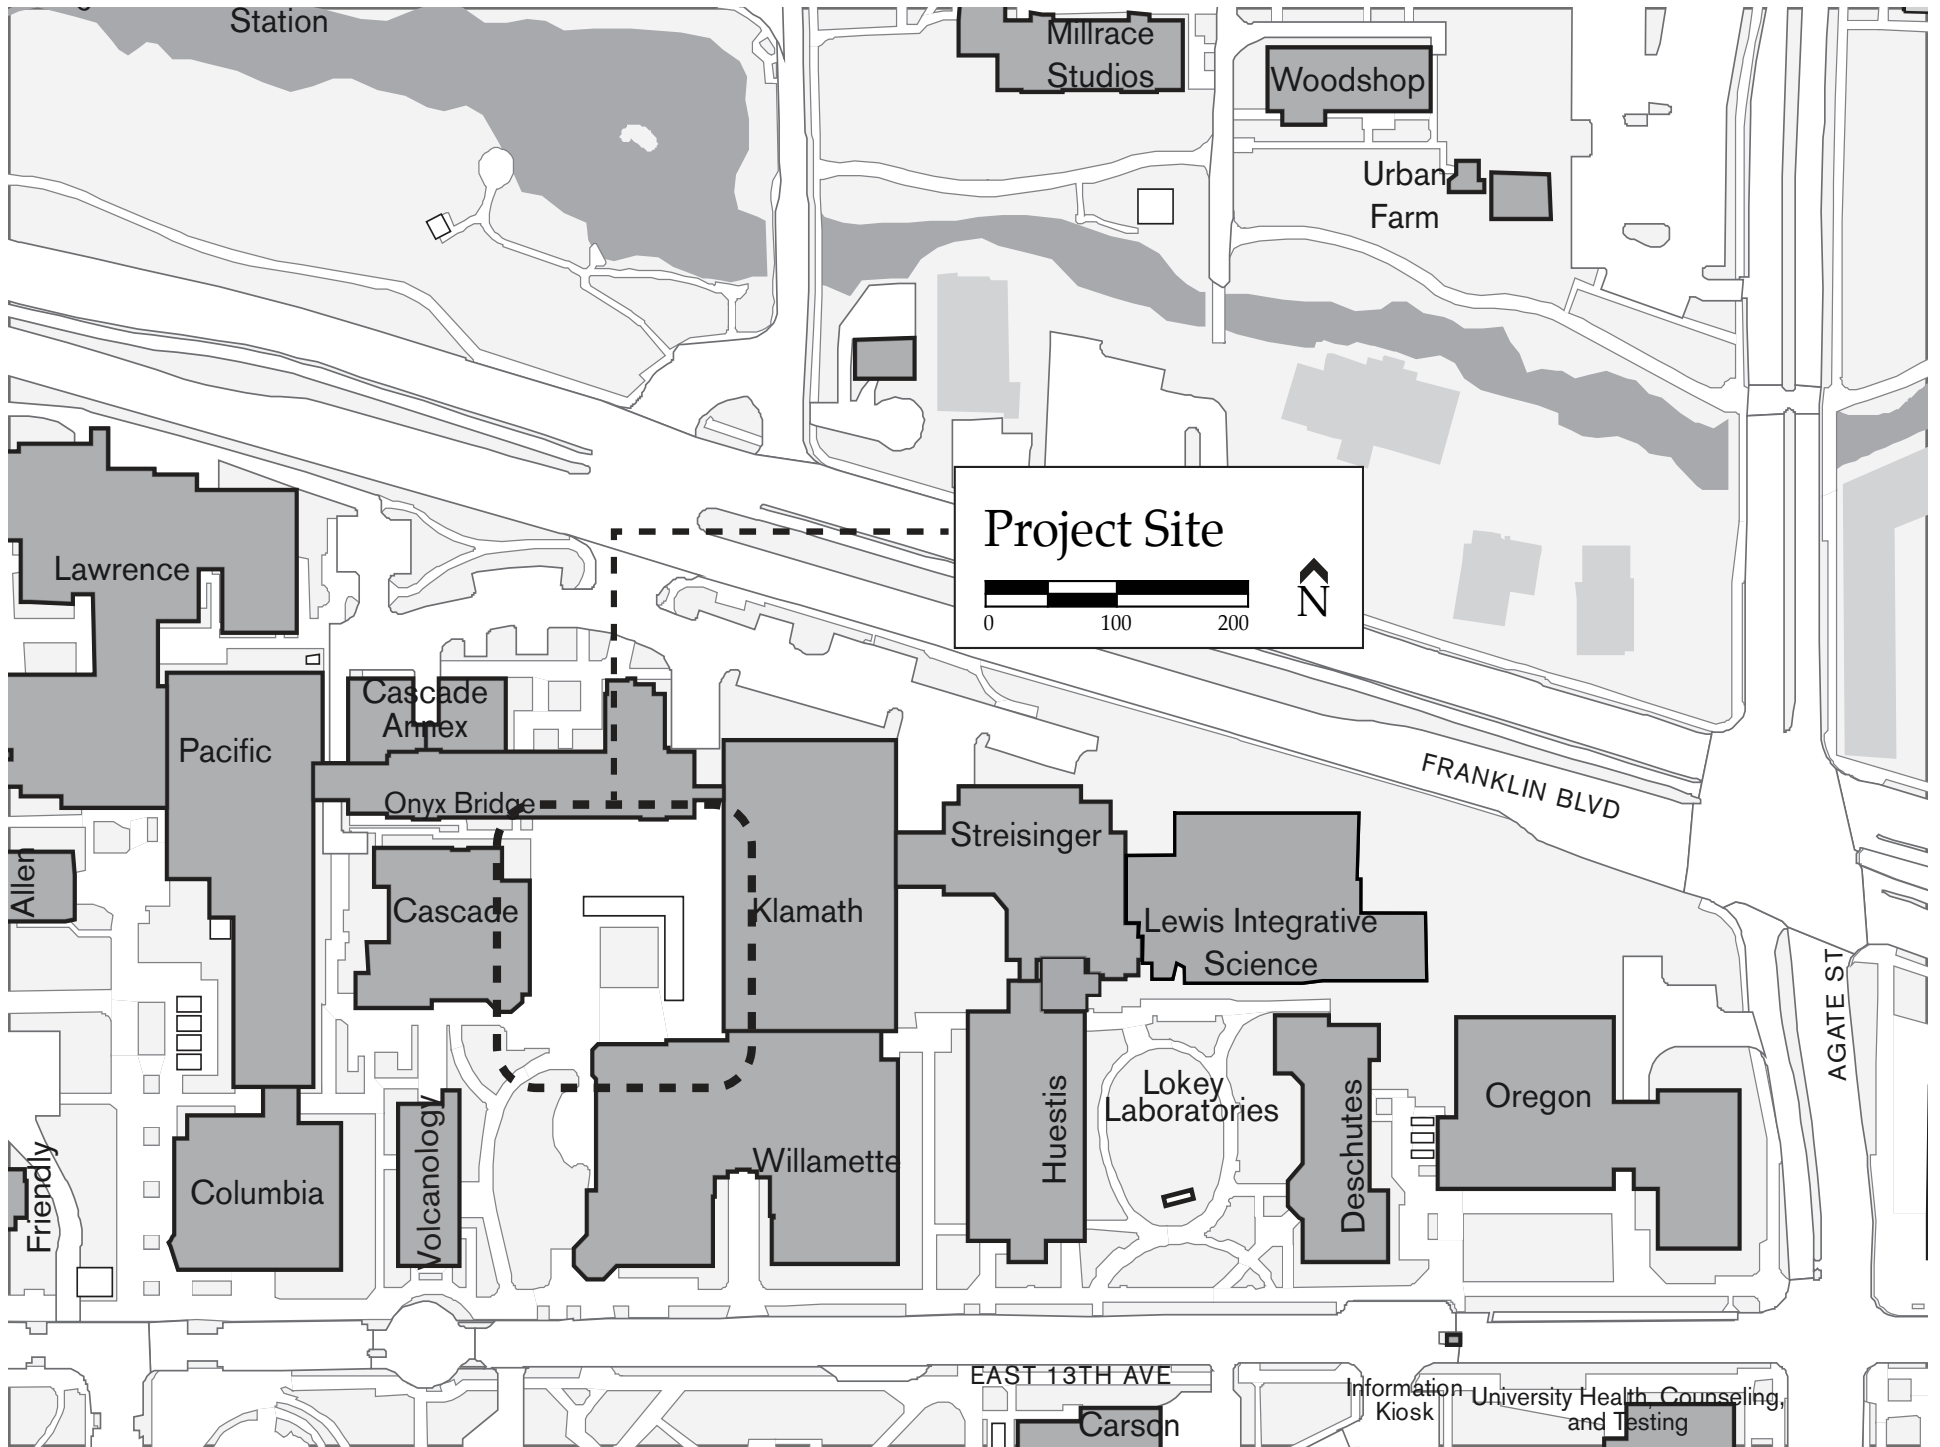 Station
Millrace
Studios
Woodshop
Urban
Farm
Project Site
0 100 200
N
Lawrence
Cascade
Annex
Pacific
Onyx Bridge
FRANKLIN BLVD
Streisinger
Allen
Cascade
Klamath
Lewis Integrative
Science
AGATE ST
Huestis
Lokey
Laboratories
Deschutes
Oregon
Volcanology
Willamette
Columbia
Friendly
EAST 13TH AVE
Information
Kiosk
University Health, Counseling,
and Testing
Carson